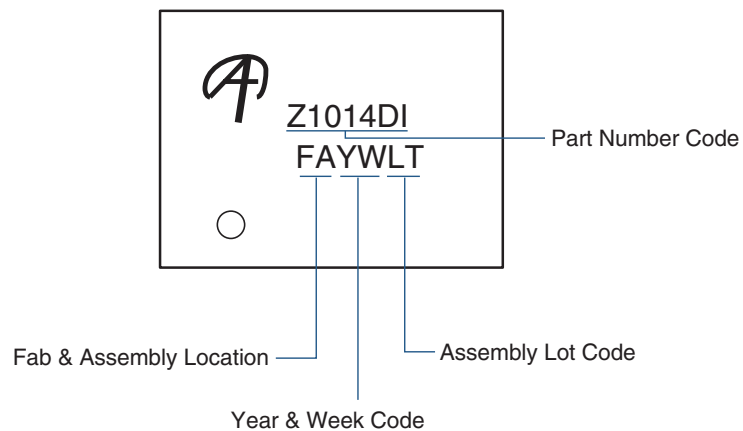 Z1014DI
Part Number Code
FAYWLT
Fab & Assembly Location
Assembly Lot Code
Year & Week Code